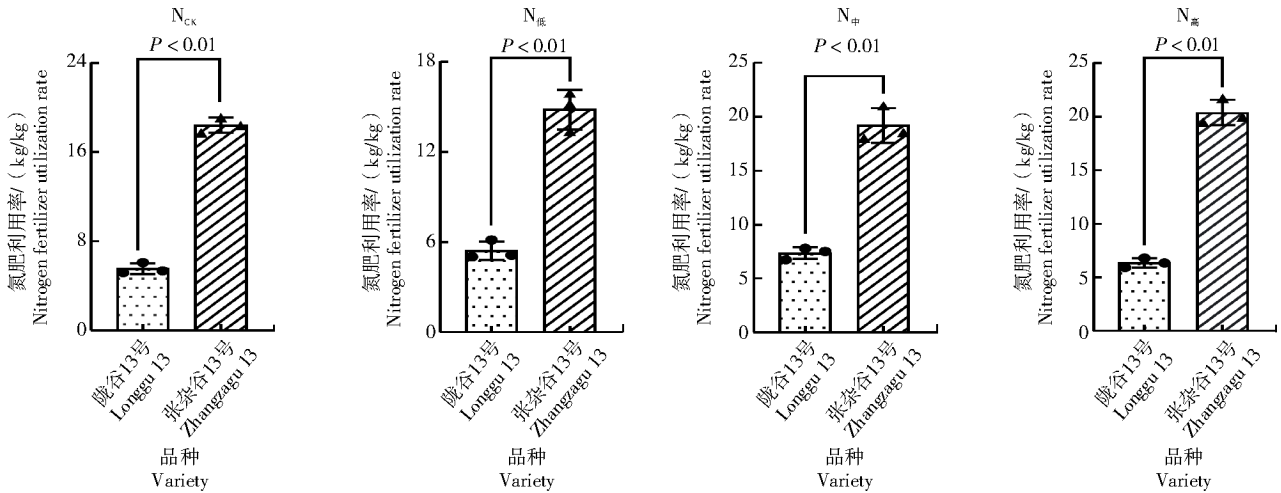 N_CK
P < 0.01
24
16
8
0
氮肥利用率/（kg/kg）
Nitrogen fertilizer utilization rate
陇谷13号
Longgu 13
张杂谷13号
Zhangzagu 13
品种
Variety
N_低
P < 0.01
18
12
6
0
氮肥利用率/（kg/kg）
Nitrogen fertilizer utilization rate
陇谷13号
Longgu 13
张杂谷13号
Zhangzagu 13
品种
Variety
N_中
P < 0.01
25
20
15
10
5
0
氮肥利用率/（kg/kg）
Nitrogen fertilizer utilization rate
陇谷13号
Longgu 13
张杂谷13号
Zhangzagu 13
品种
Variety
N_高
P < 0.01
25
20
15
10
5
0
氮肥利用率/（kg/kg）
Nitrogen fertilizer utilization rate
陇谷13号
Longgu 13
张杂谷13号
Zhangzagu 13
品种
Variety